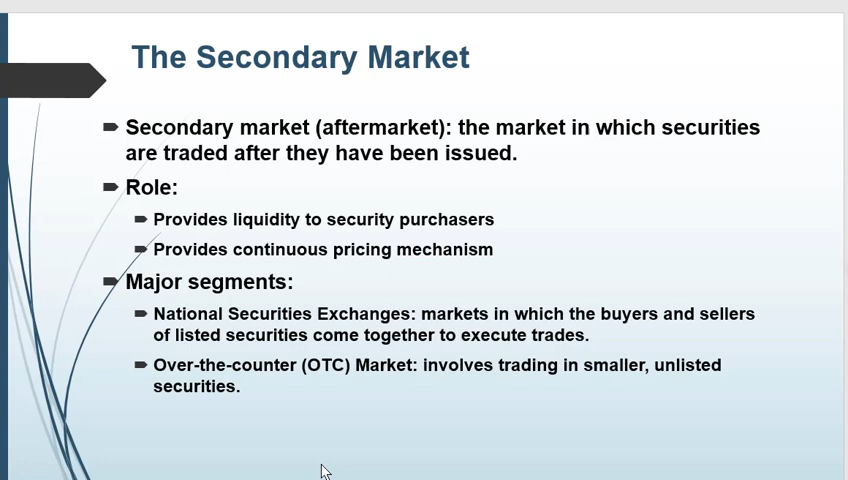 The Secondary Market
Secondary market (aftermarket): the market in which securities
are traded after they have been issued.
Role:
Provides liquidity to security purchasers
Provides continuous pricing mechanism
Major segments:
National Securities Exchanges: markets in which the buyers and sellers
of listed securities come together to execute trades.
Over-the-counter (OTC) Market: involves trading in smaller, unlisted
securities.